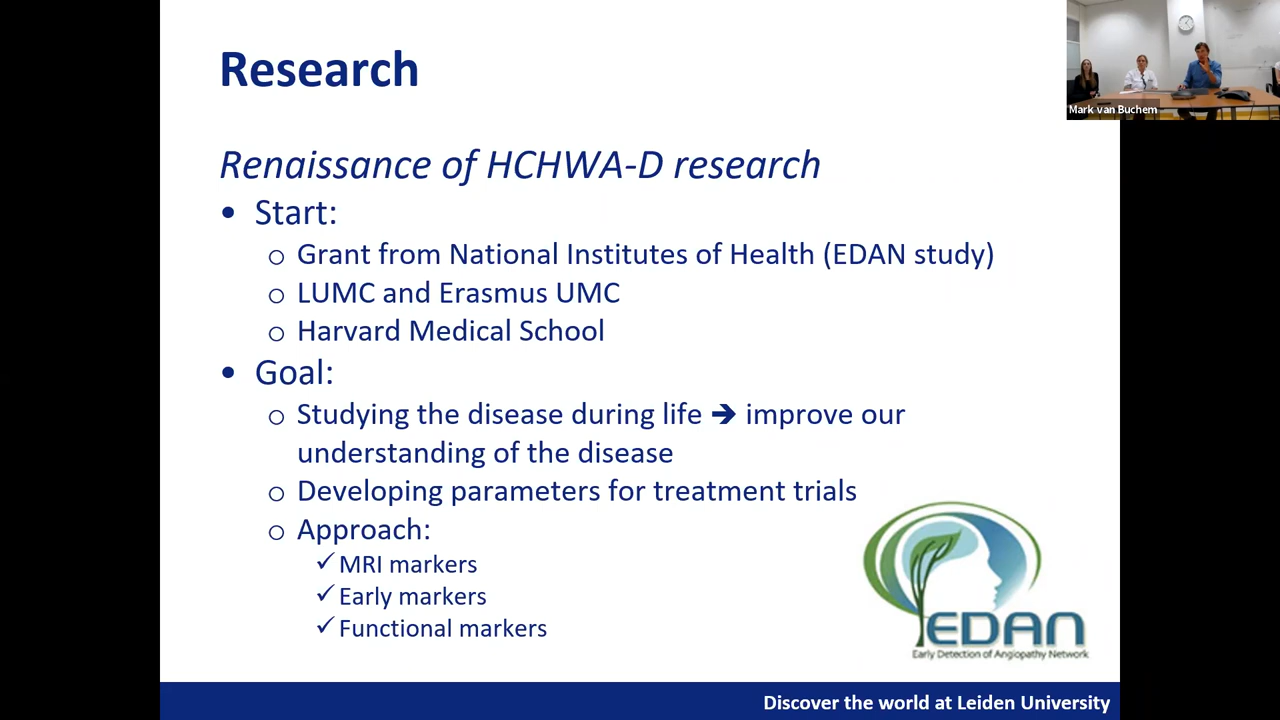 Research
Mark van Buchem
Renaissance of HCHWA-D research
• Start:
o Grant from National Institutes of Health (EDAN study)
o LUMC and Erasmus UMC
o Harvard Medical School
• Goal:
o Studying the disease during life ➔ improve our
understanding of the disease
o Developing parameters for treatment trials
o Approach:
✓ MRI markers
✓ Early markers
✓ Functional markers
EDAN
Early Detection of Angiopathy Network
Discover the world at Leiden University